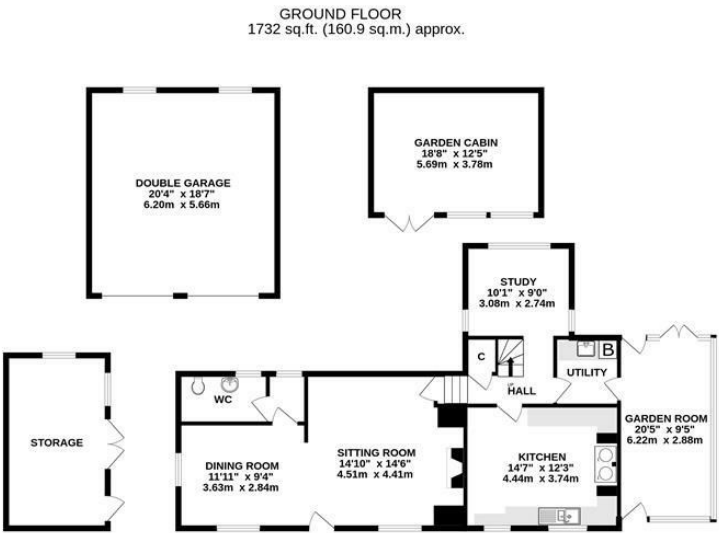 GROUND FLOOR
1732 sq.ft. (160.9 sq.m.) approx.
GARDEN CABIN
18'8" x 12'5"
5.69m x 3.78m
DOUBLE GARAGE
20'4" x 18'7"
6.20m x 5.66m
STUDY
10'1" x 9'0"
3.08m x 2.74m
C
B
UTILITY
UP
HALL
WC
GARDEN ROOM
20'5" x 9'5"
6.22m x 2.88m
STORAGE
SITTING ROOM
14'10" x 14'6"
4.51m x 4.41m
KITCHEN
14'7" x 12'3"
4.44m x 3.74m
DINING ROOM
11'11" x 9'4"
3.63m x 2.84m